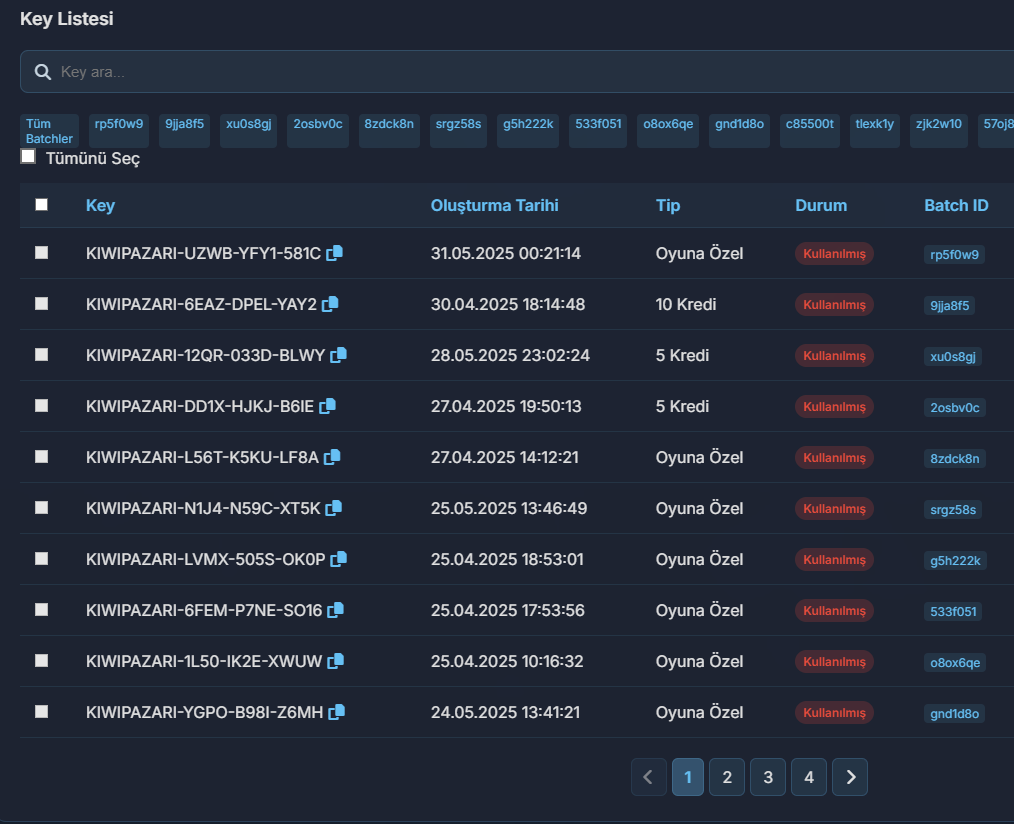 Key Listesi
Key ara...
Tüm Batchler rp5f0w9 9jja8f5 xu0s8gj 2osbv0c 8zdck8n srgz58s g5h222k 533f051 o8ox6qe gnd1d8o c85500t tlexk1y zjk2w10 57oj8
Tümünü Seç
Key Oluşturma Tarihi Tip Durum Batch ID
KIWIPAZARI-UZWB-YFY1-581C 31.05.2025 00:21:14 Oyuna Özel Kullanılmış rp5f0w9
KIWIPAZARI-6EAZ-DPEL-YAY2 30.04.2025 18:14:48 10 Kredi Kullanılmış 9jja8f5
KIWIPAZARI-12QR-033D-BLWY 28.05.2025 23:02:24 5 Kredi Kullanılmış xu0s8gj
KIWIPAZARI-DD1X-HJKJ-B6IE 27.04.2025 19:50:13 5 Kredi Kullanılmış 2osbv0c
KIWIPAZARI-L56T-K5KU-LF8A 27.04.2025 14:12:21 Oyuna Özel Kullanılmış 8zdck8n
KIWIPAZARI-N1J4-N59C-XT5K 25.05.2025 13:46:49 Oyuna Özel Kullanılmış srgz58s
KIWIPAZARI-LVMX-505S-OK0P 25.04.2025 18:53:01 Oyuna Özel Kullanılmış g5h222k
KIWIPAZARI-6FEM-P7NE-SO16 25.04.2025 17:53:56 Oyuna Özel Kullanılmış 533f051
KIWIPAZARI-1L50-IK2E-XWUW 25.04.2025 10:16:32 Oyuna Özel Kullanılmış o8ox6qe
KIWIPAZARI-YGPO-B98I-Z6MH 24.05.2025 13:41:21 Oyuna Özel Kullanılmış gnd1d8o
1 2 3 4